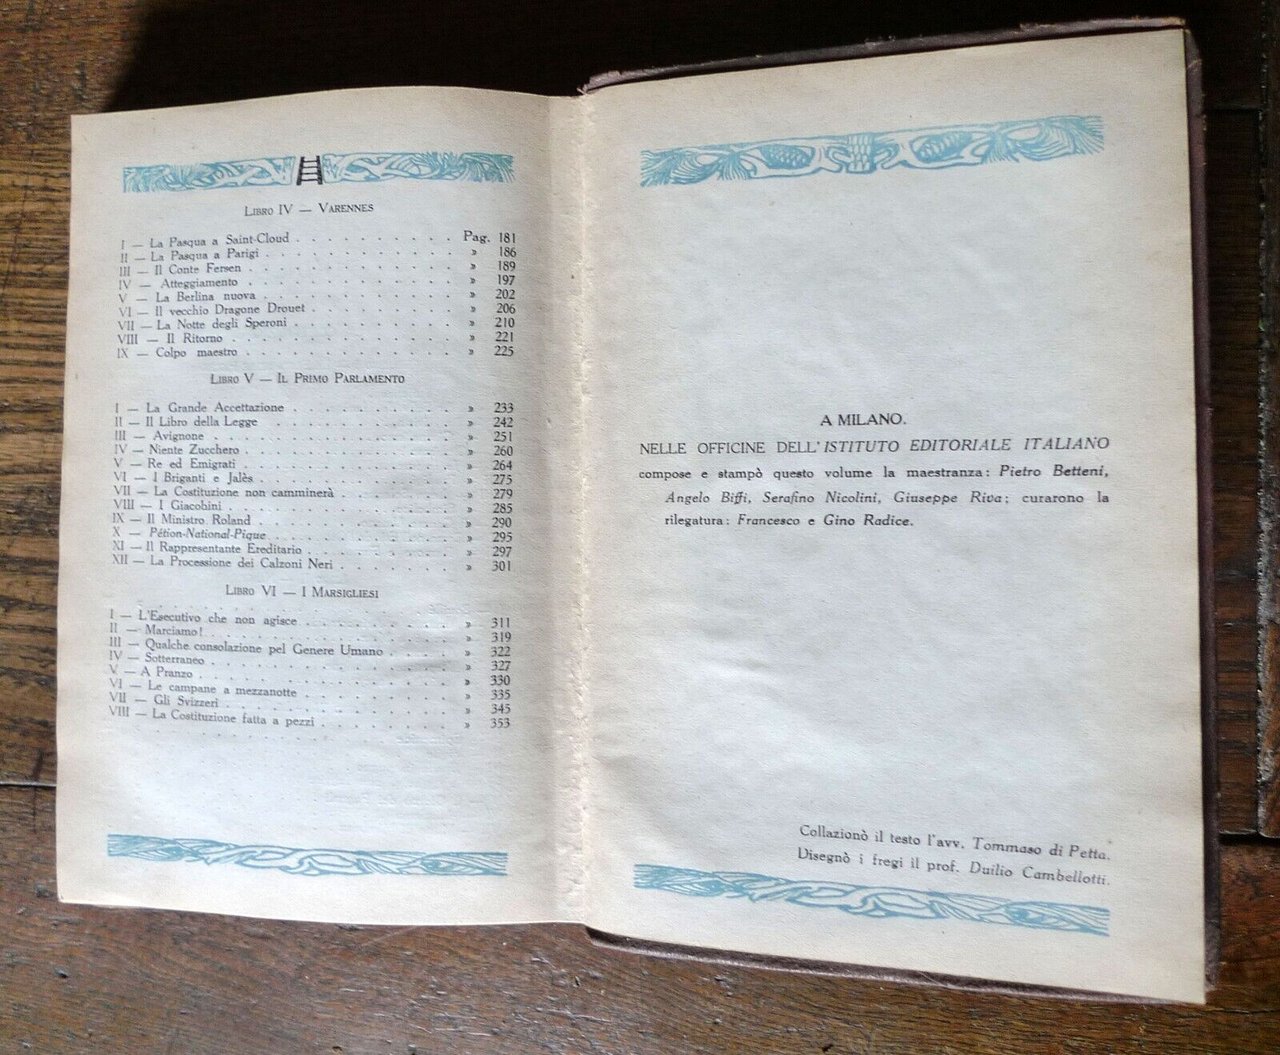 Libro IV — Varennes
I — La Pasqua a Saint-Cloud . . . . . . . . . . Pag. 181
II — La Pasqua a Parigi . . . . . . . . . . . » 186
III — Il Conte Fersen . . . . . . . . . . . » 189
IV — Atteggiamento . . . . . . . . . . . » 197
V — La Berlina nuova . . . . . . . . . . » 202
VI — Il vecchio Dragone Drouet . . . . . . . » 206
VII — La Notte degli Speroni . . . . . . . . » 210
VIII — Il Ritorno . . . . . . . . . . . . » 221
IX — Colpo maestro . . . . . . . . . . . » 225
Libro V — Il Primo Parlamento
I — La Grande Accettazione . . . . . . . . » 233
II — Il Libro della Legge . . . . . . . . . » 242
III — Avignone . . . . . . . . . . . . » 251
IV — Niente Zucchero . . . . . . . . . . » 260
V — Re ed Emigrati . . . . . . . . . . » 264
VI — I Briganti e Jalès . . . . . . . . . . » 275
VII — La Costituzione non camminerà . . . . . . » 279
VIII — I Giacobini . . . . . . . . . . . » 285
IX — Il Ministro Roland . . . . . . . . . . » 290
X — Pétion-National-Pique . . . . . . . . . » 295
XI — Il Rappresentante Ereditario . . . . . . . » 297
XII — La Processione dei Calzoni Neri . . . . . . » 301
Libro VI — I Marsigliesi
I — L'Esecutivo che non agisce . . . . . . . » 311
II — Marciamo! . . . . . . . . . . . . » 319
III — Qualche consolazione pel Genere Umano . . . . » 322
IV — Sotterraneo . . . . . . . . . . . . » 327
V — A Pranzo . . . . . . . . . . . . » 330
VI — Le campane a mezzanotte . . . . . . . . » 335
VII — Gli Svizzeri . . . . . . . . . . . » 345
VIII — La Costituzione fatta a pezzi . . . . . . . » 353
A MILANO.
NELLE OFFICINE DELL'ISTITUTO EDITORIALE ITALIANO
compose e stampò questo volume la maestranza: Pietro Betteni,
Angelo Biffi, Serafino Nicolini, Giuseppe Riva; curarono la
rilegatura: Francesco e Gino Radice.
Collazionò il testo l'avv. Tommaso di Petta.
Disegnò i fregi il prof. Duilio Cambellotti.